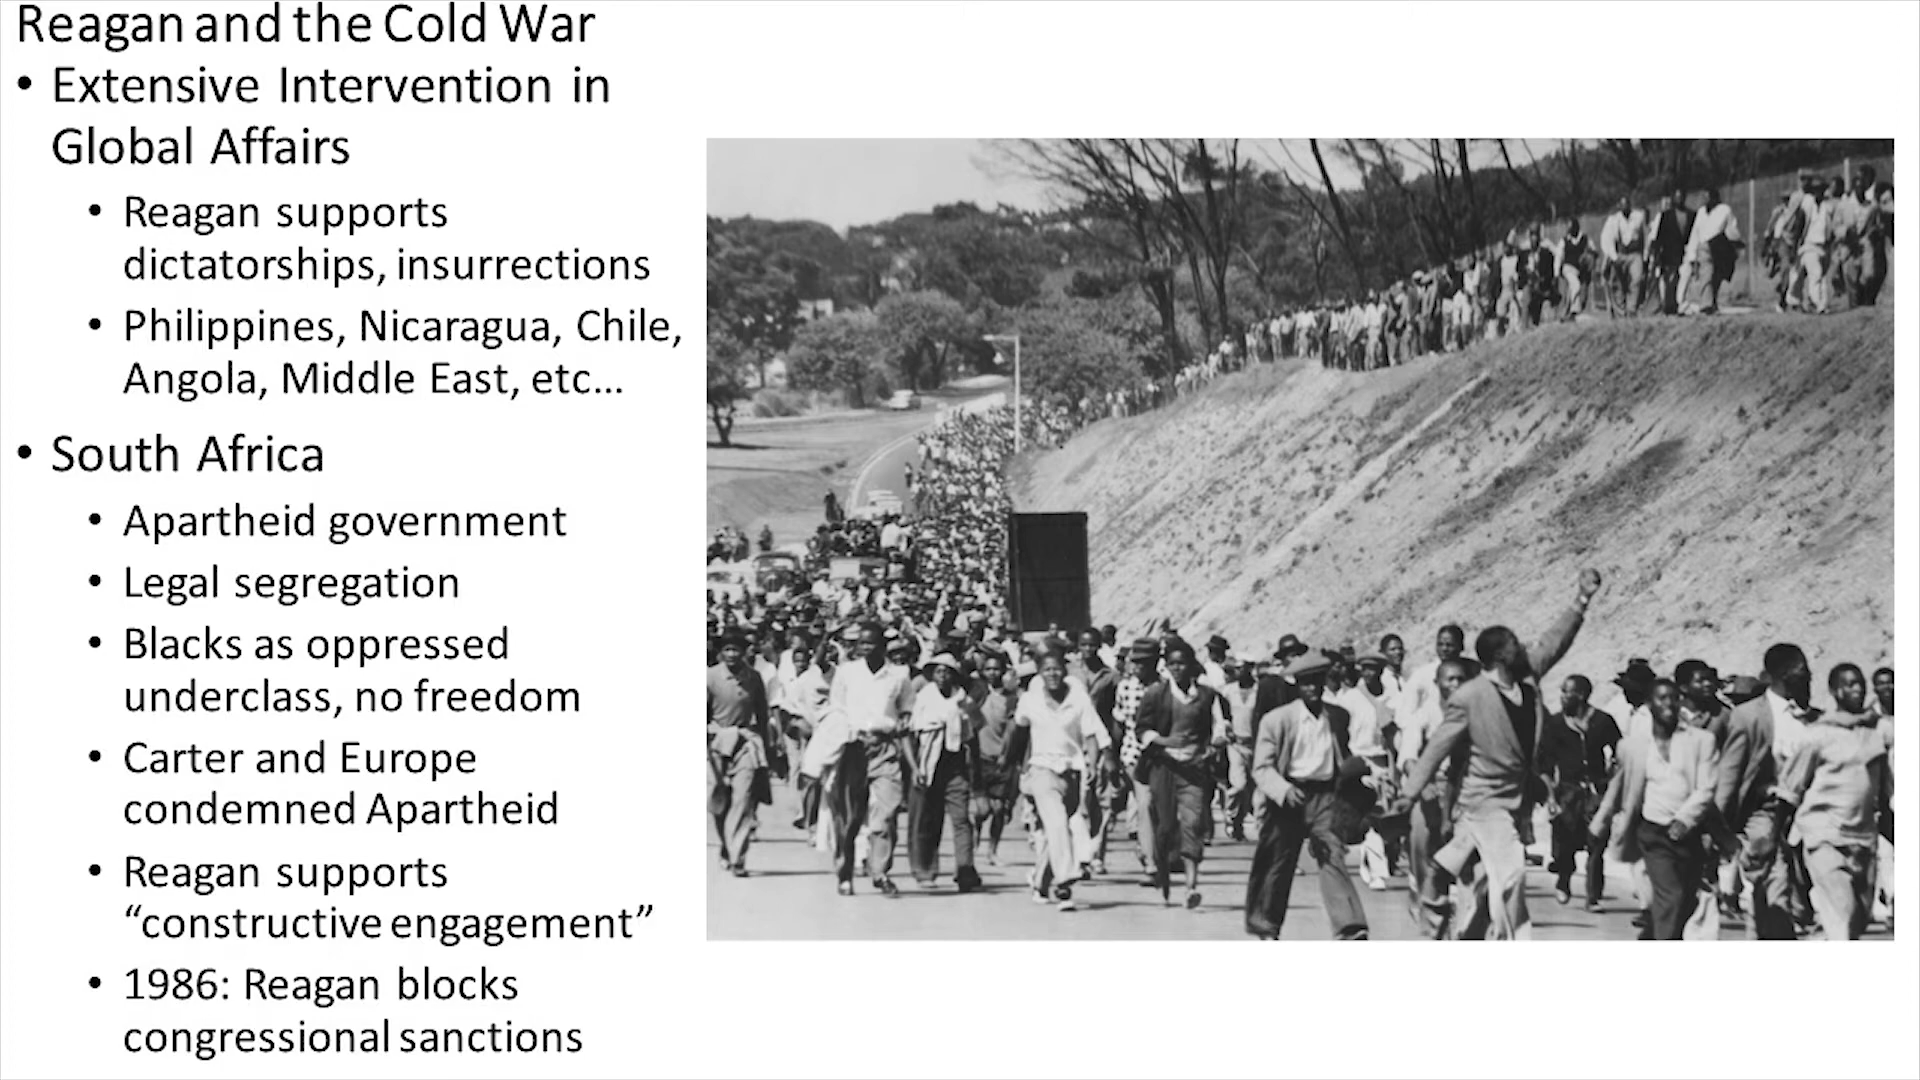 Reagan and the Cold War
• Extensive Intervention in
Global Affairs
• Reagan supports
dictatorships, insurrections
• Philippines, Nicaragua, Chile,
Angola, Middle East, etc…
• South Africa
• Apartheid government
• Legal segregation
• Blacks as oppressed
underclass, no freedom
• Carter and Europe
condemned Apartheid
• Reagan supports
“constructive engagement”
• 1986: Reagan blocks
congressional sanctions